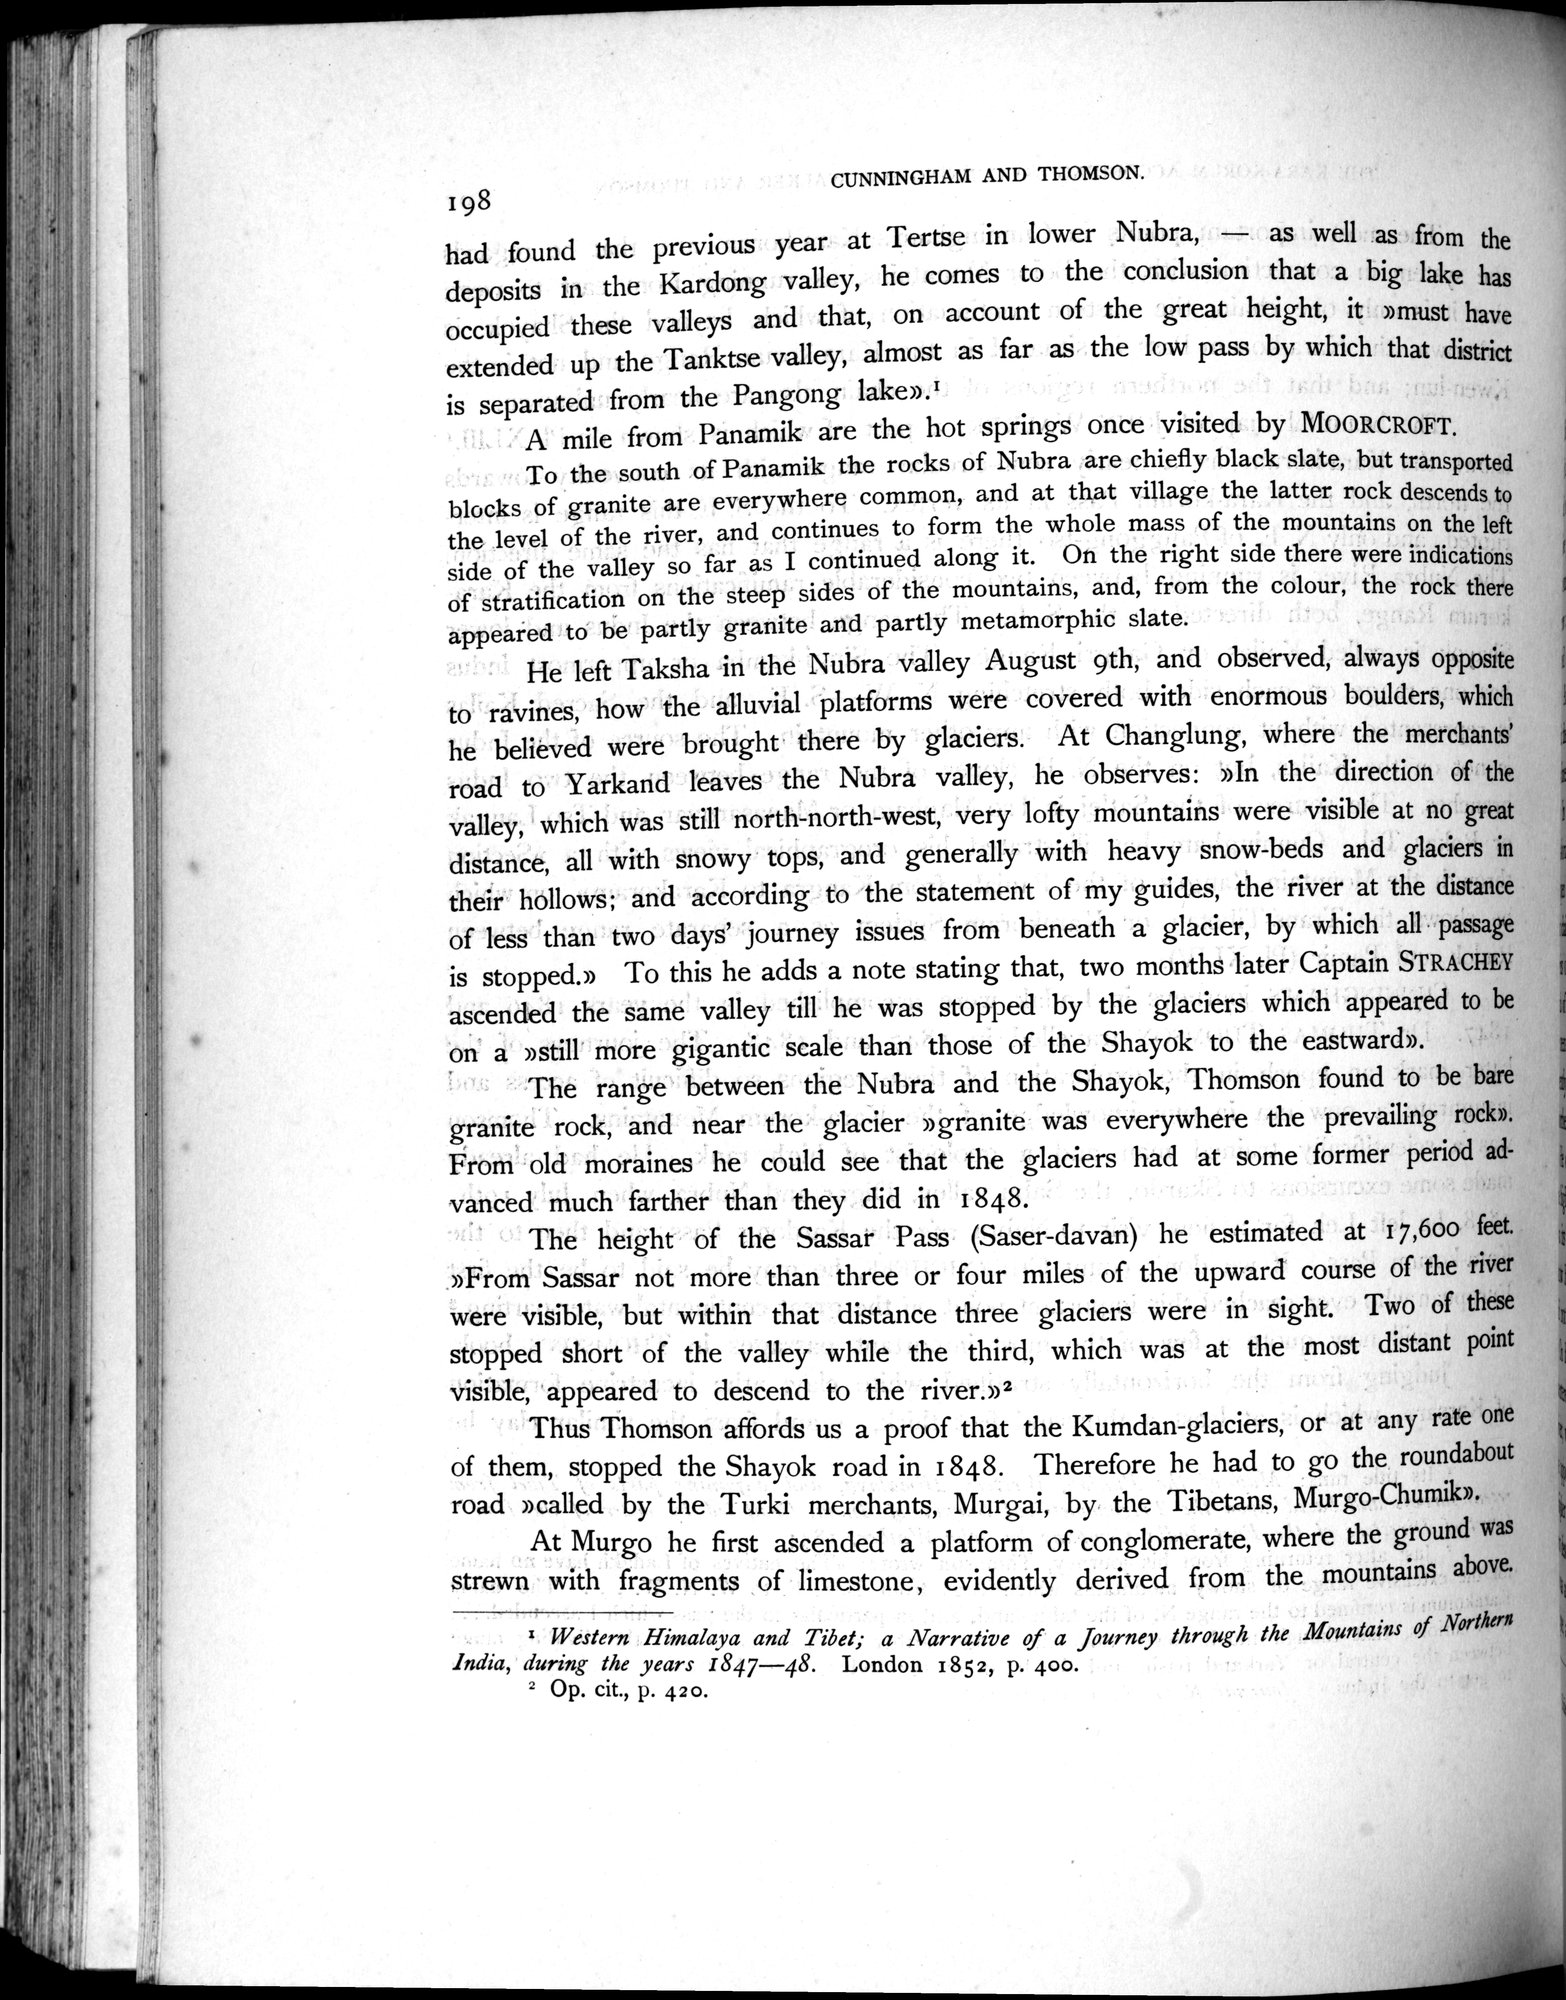 198
CUNNINGHAM AND THOMSON.
had found the previous year at Tertse in lower Nubra, — as well as from the
deposits in the Kardong valley, he comes to the conclusion that a big lake has
occupied these valleys and that, on account of the great height, it »must have
extended up the Tanktse valley, almost as far as the low pass by which that district
is separated from the Pangong lake».¹
A mile from Panamik are the hot springs once visited by MOORCROFT.
To the south of Panamik the rocks of Nubra are chiefly black slate, but transported
blocks of granite are everywhere common, and at that village the latter rock descends to
the level of the river, and continues to form the whole mass of the mountains on the left
side of the valley so far as I continued along it. On the right side there were indications
of stratification on the steep sides of the mountains, and, from the colour, the rock there
appeared to be partly granite and partly metamorphic slate.
He left Taksha in the Nubra valley August 9th, and observed, always opposite
to ravines, how the alluvial platforms were covered with enormous boulders, which
he believed were brought there by glaciers. At Changlung, where the merchants'
road to Yarkand leaves the Nubra valley, he observes: »In the direction of the
valley, which was still north-north-west, very lofty mountains were visible at no great
distance, all with snowy tops, and generally with heavy snow-beds and glaciers in
their hollows; and according to the statement of my guides, the river at the distance
of less than two days' journey issues from beneath a glacier, by which all passage
is stopped.» To this he adds a note stating that, two months later Captain STRACHEY
ascended the same valley till he was stopped by the glaciers which appeared to be
on a »still more gigantic scale than those of the Shayok to the eastward».
The range between the Nubra and the Shayok, Thomson found to be bare
granite rock, and near the glacier »granite was everywhere the prevailing rock».
From old moraines he could see that the glaciers had at some former period ad-
vanced much farther than they did in 1848.
The height of the Sassar Pass (Saser-davan) he estimated at 17,600 feet.
»From Sassar not more than three or four miles of the upward course of the river
were visible, but within that distance three glaciers were in sight. Two of these
stopped short of the valley while the third, which was at the most distant point
visible, appeared to descend to the river.»²
Thus Thomson affords us a proof that the Kumdan-glaciers, or at any rate one
of them, stopped the Shayok road in 1848. Therefore he had to go the roundabout
road »called by the Turki merchants, Murgai, by the Tibetans, Murgo-Chumik».
At Murgo he first ascended a platform of conglomerate, where the ground was
strewn with fragments of limestone, evidently derived from the mountains above.
¹ Western Himalaya and Tibet; a Narrative of a Journey through the Mountains of Northern
India, during the years 1847—48. London 1852, p. 400.
² Op. cit., p. 420.